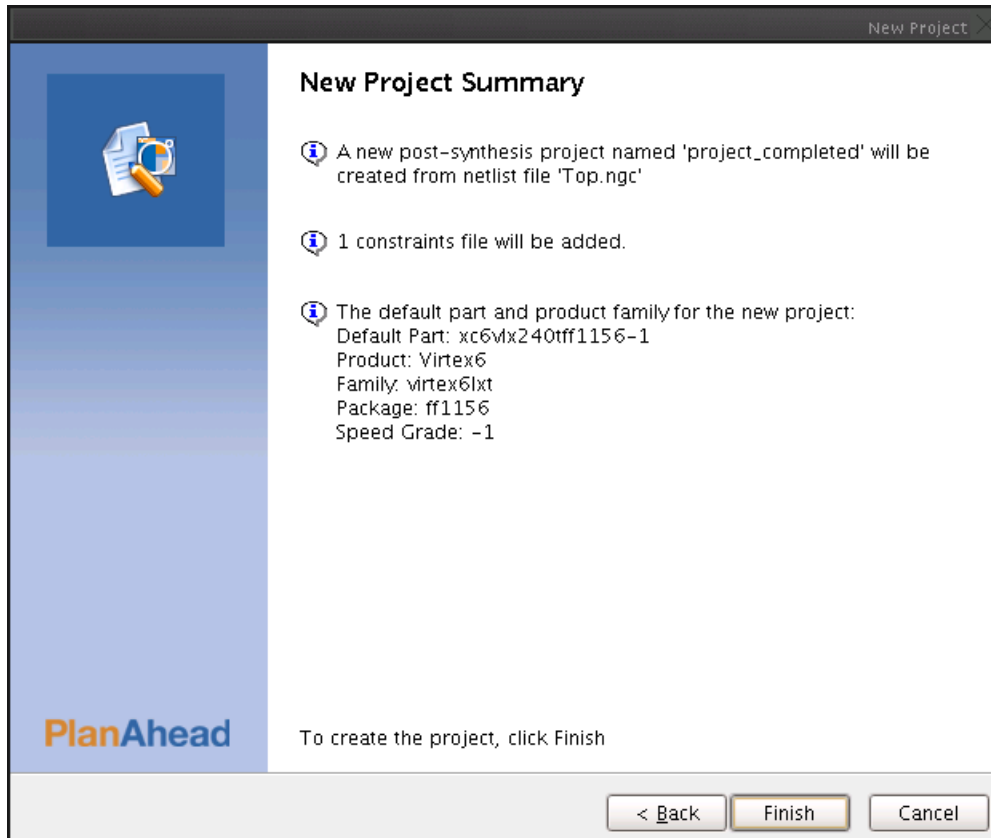 New Project
New Project Summary
A new post-synthesis project named 'project_completed' will be
created from netlist file 'Top.ngc'
1 constraints file will be added.
The default part and product family for the new project:
Default Part: xc6vlx240tff1156-1
Product: Virtex6
Family: virtex6lxt
Package: ff1156
Speed Grade: -1
PlanAhead
To create the project, click Finish
< Back
Finish
Cancel